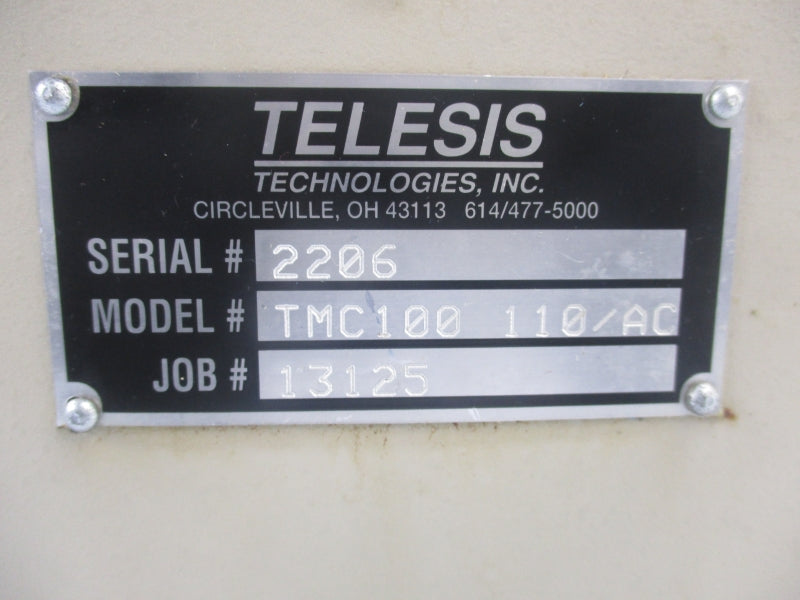 TELESIS
TECHNOLOGIES, INC.
CIRCLEVILLE, OH 43113 614/477-5000
SERIAL # 2206
MODEL # TMC100 110/AC
JOB # 13125